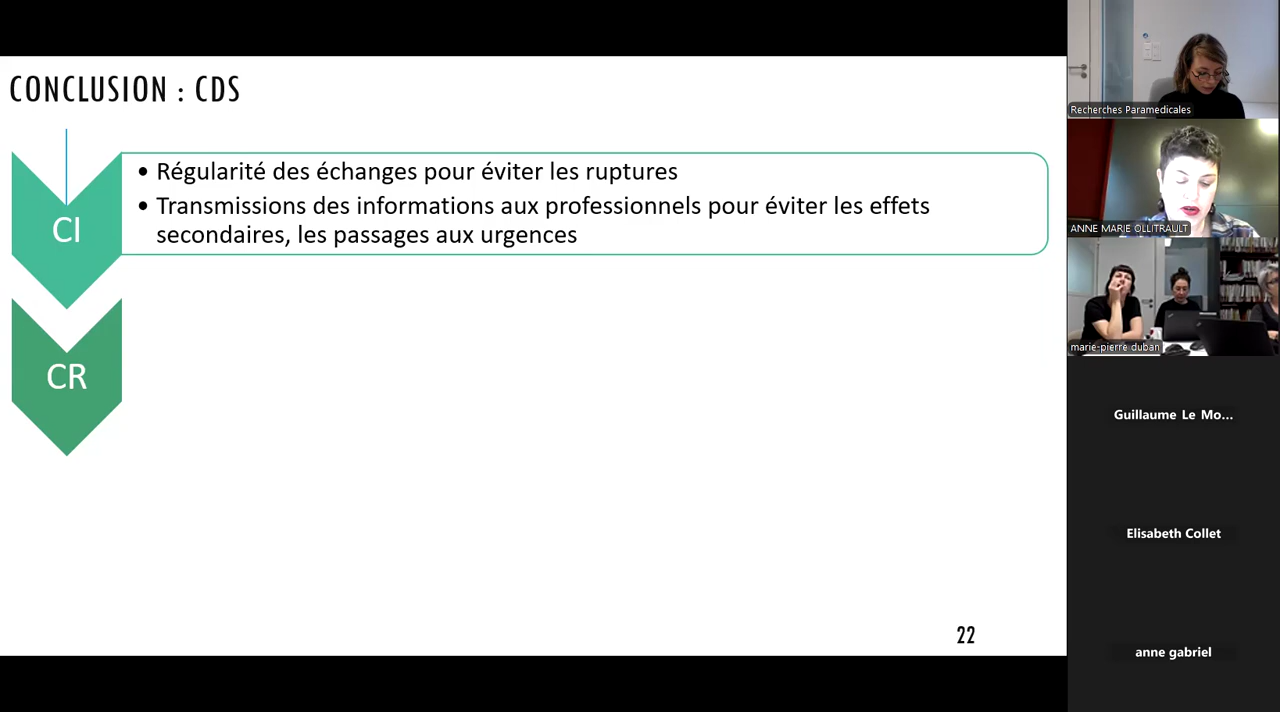 CONCLUSION : CDS
CI
• Régularité des échanges pour éviter les ruptures
• Transmissions des informations aux professionnels pour éviter les effets
secondaires, les passages aux urgences
CR
22
Recherches Paramedicales
ANNE MARIE OLLITRAULT
marie-pierre duban
Guillaume Le Mo...
Elisabeth Collet
anne gabriel